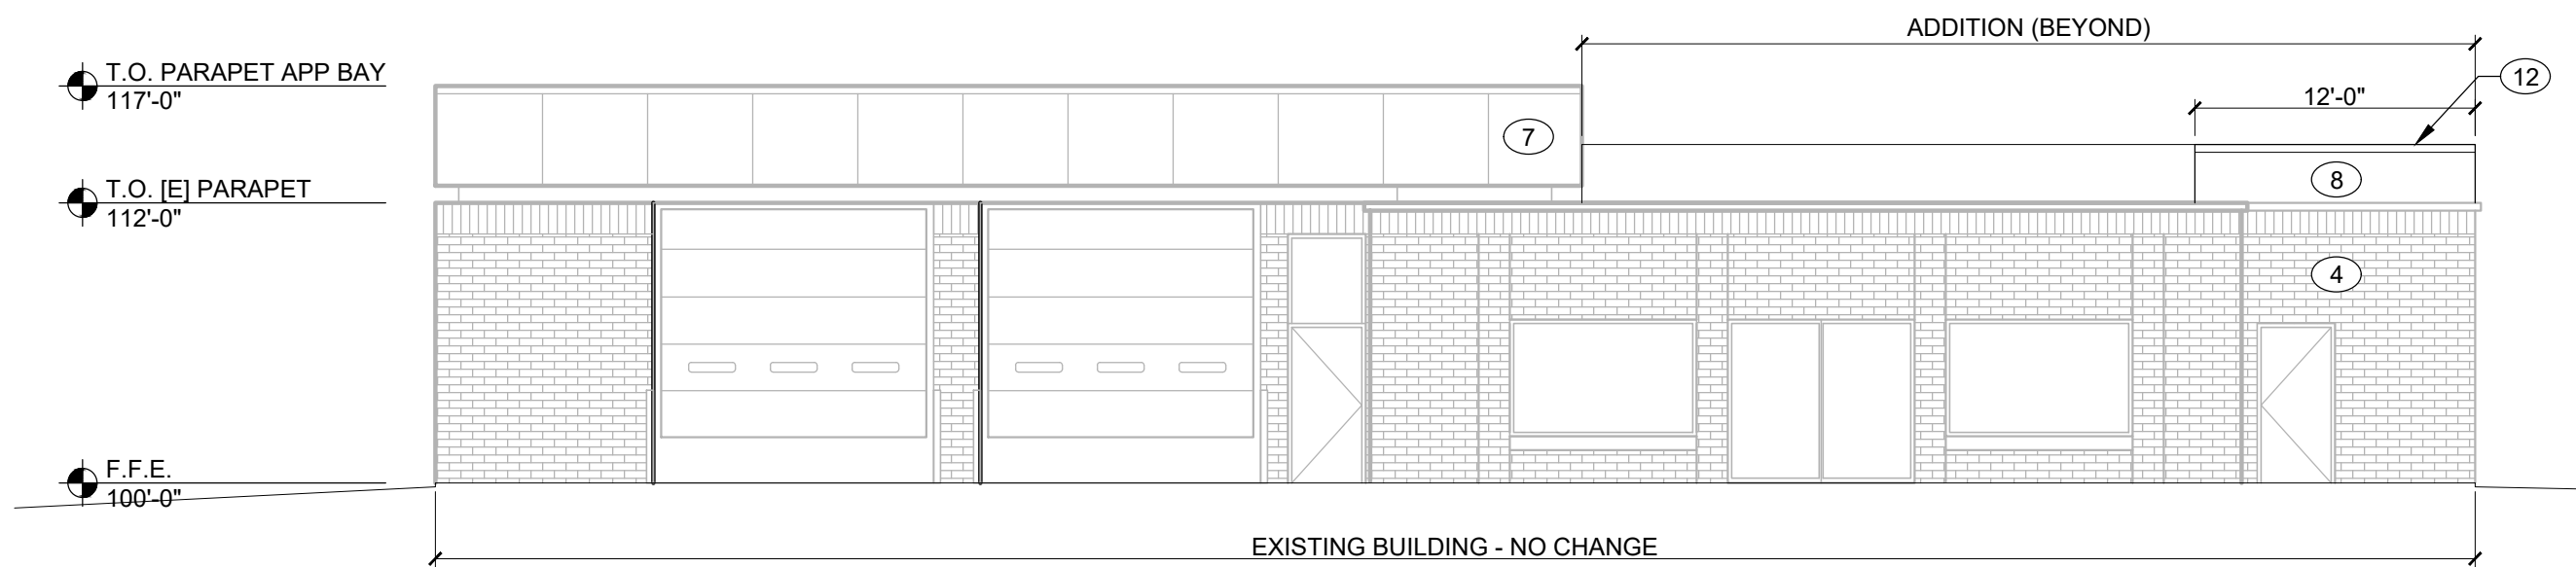 ADDITION (BEYOND)
T.O. PARAPET APP BAY
117'-0"
12
12'-0"
7
8
T.O. [E] PARAPET
112'-0"
4
F.F.E.
100'-0"
EXISTING BUILDING - NO CHANGE